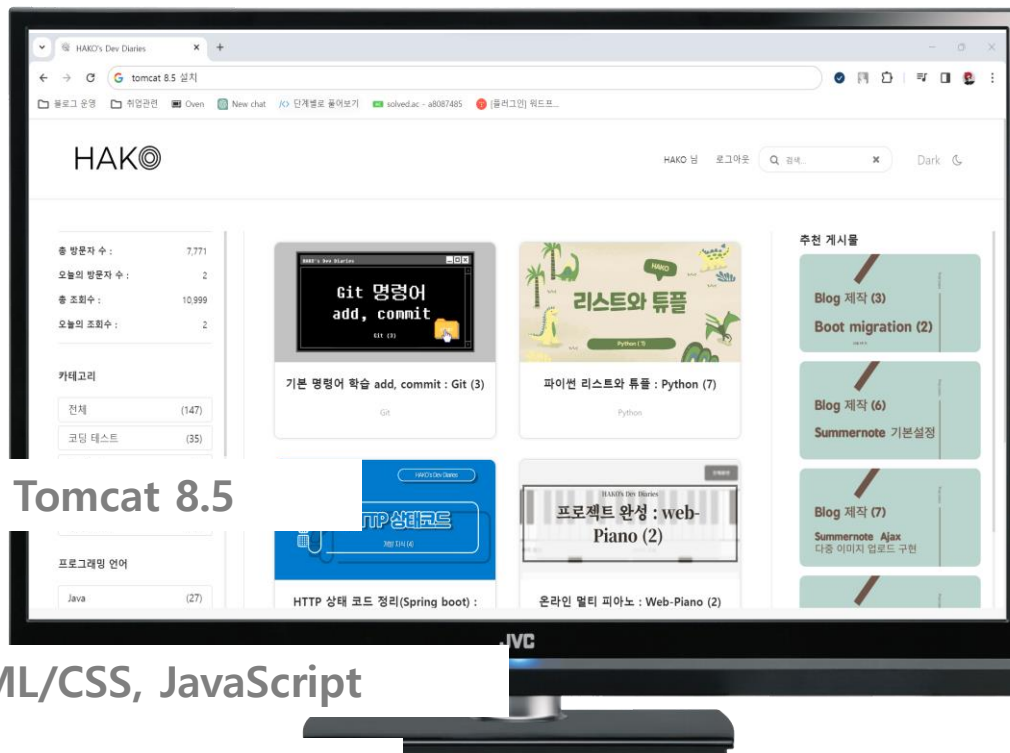 HAKO's Dev Diaries
tomcat 8.5 설치
블로그 운영 취업관련 Oven New chat 단계별로 풀어보기 solved.ac - a8087485 [플러그인] 워드프...
HAKO
HAKO 님 로그아웃 검색.. Dark
총 방문자 수 : 7,771
오늘의 방문자 수 : 2
총 조회수 : 10,999
오늘의 조회수 : 2
카테고리
전체 (147)
코딩 테스트 (35)
프로그래밍 언어
Java (27)
HAKO's Dev Diaries
Git 명령어
add, commit
Git (3)
기본 명령어 학습 add, commit : Git (3)
Git
HAKO
리스트와 튜플
Python (7)
파이썬 리스트와 튜플 : Python (7)
Python
HAKO's Dev Diaries
TTP 상태코드
개발 지식 (4)
HTTP 상태 코드 정리(Spring boot) :
HAKO's Dev Diaries
프로젝트 완성 : web-
Piano (2)
온라인 멀티 피아노 : Web-Piano (2)
추천 게시물
Blog 제작 (3)
Boot migration (2)
Blog 제작 (6)
Summernote 기본설정
Blog 제작 (7)
Summernote Ajax
다중 이미지 업로드 구현
Tomcat 8.5
JVC
ML/CSS, JavaScript